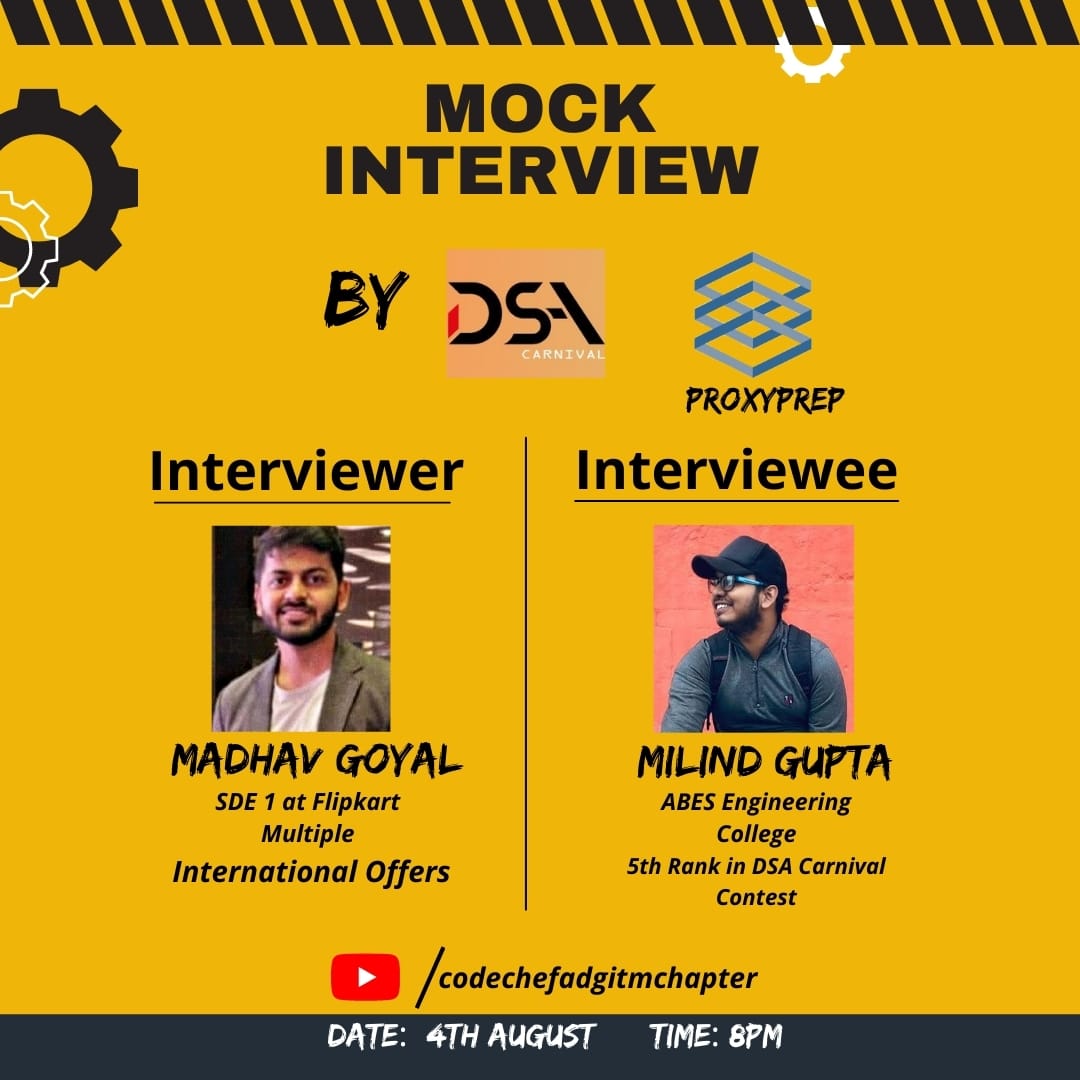 MOCK
INTERVIEW
BY
DSA
CARNIVAL
PROXYPREP
Interviewer
MADHAV GOYAL
SDE 1 at Flipkart
Multiple
International Offers
Interviewee
MILIND GUPTA
ABES Engineering
College
5th Rank in DSA Carnival
Contest
/codechefadgitmchapter
DATE: 4TH AUGUST TIME: 8PM